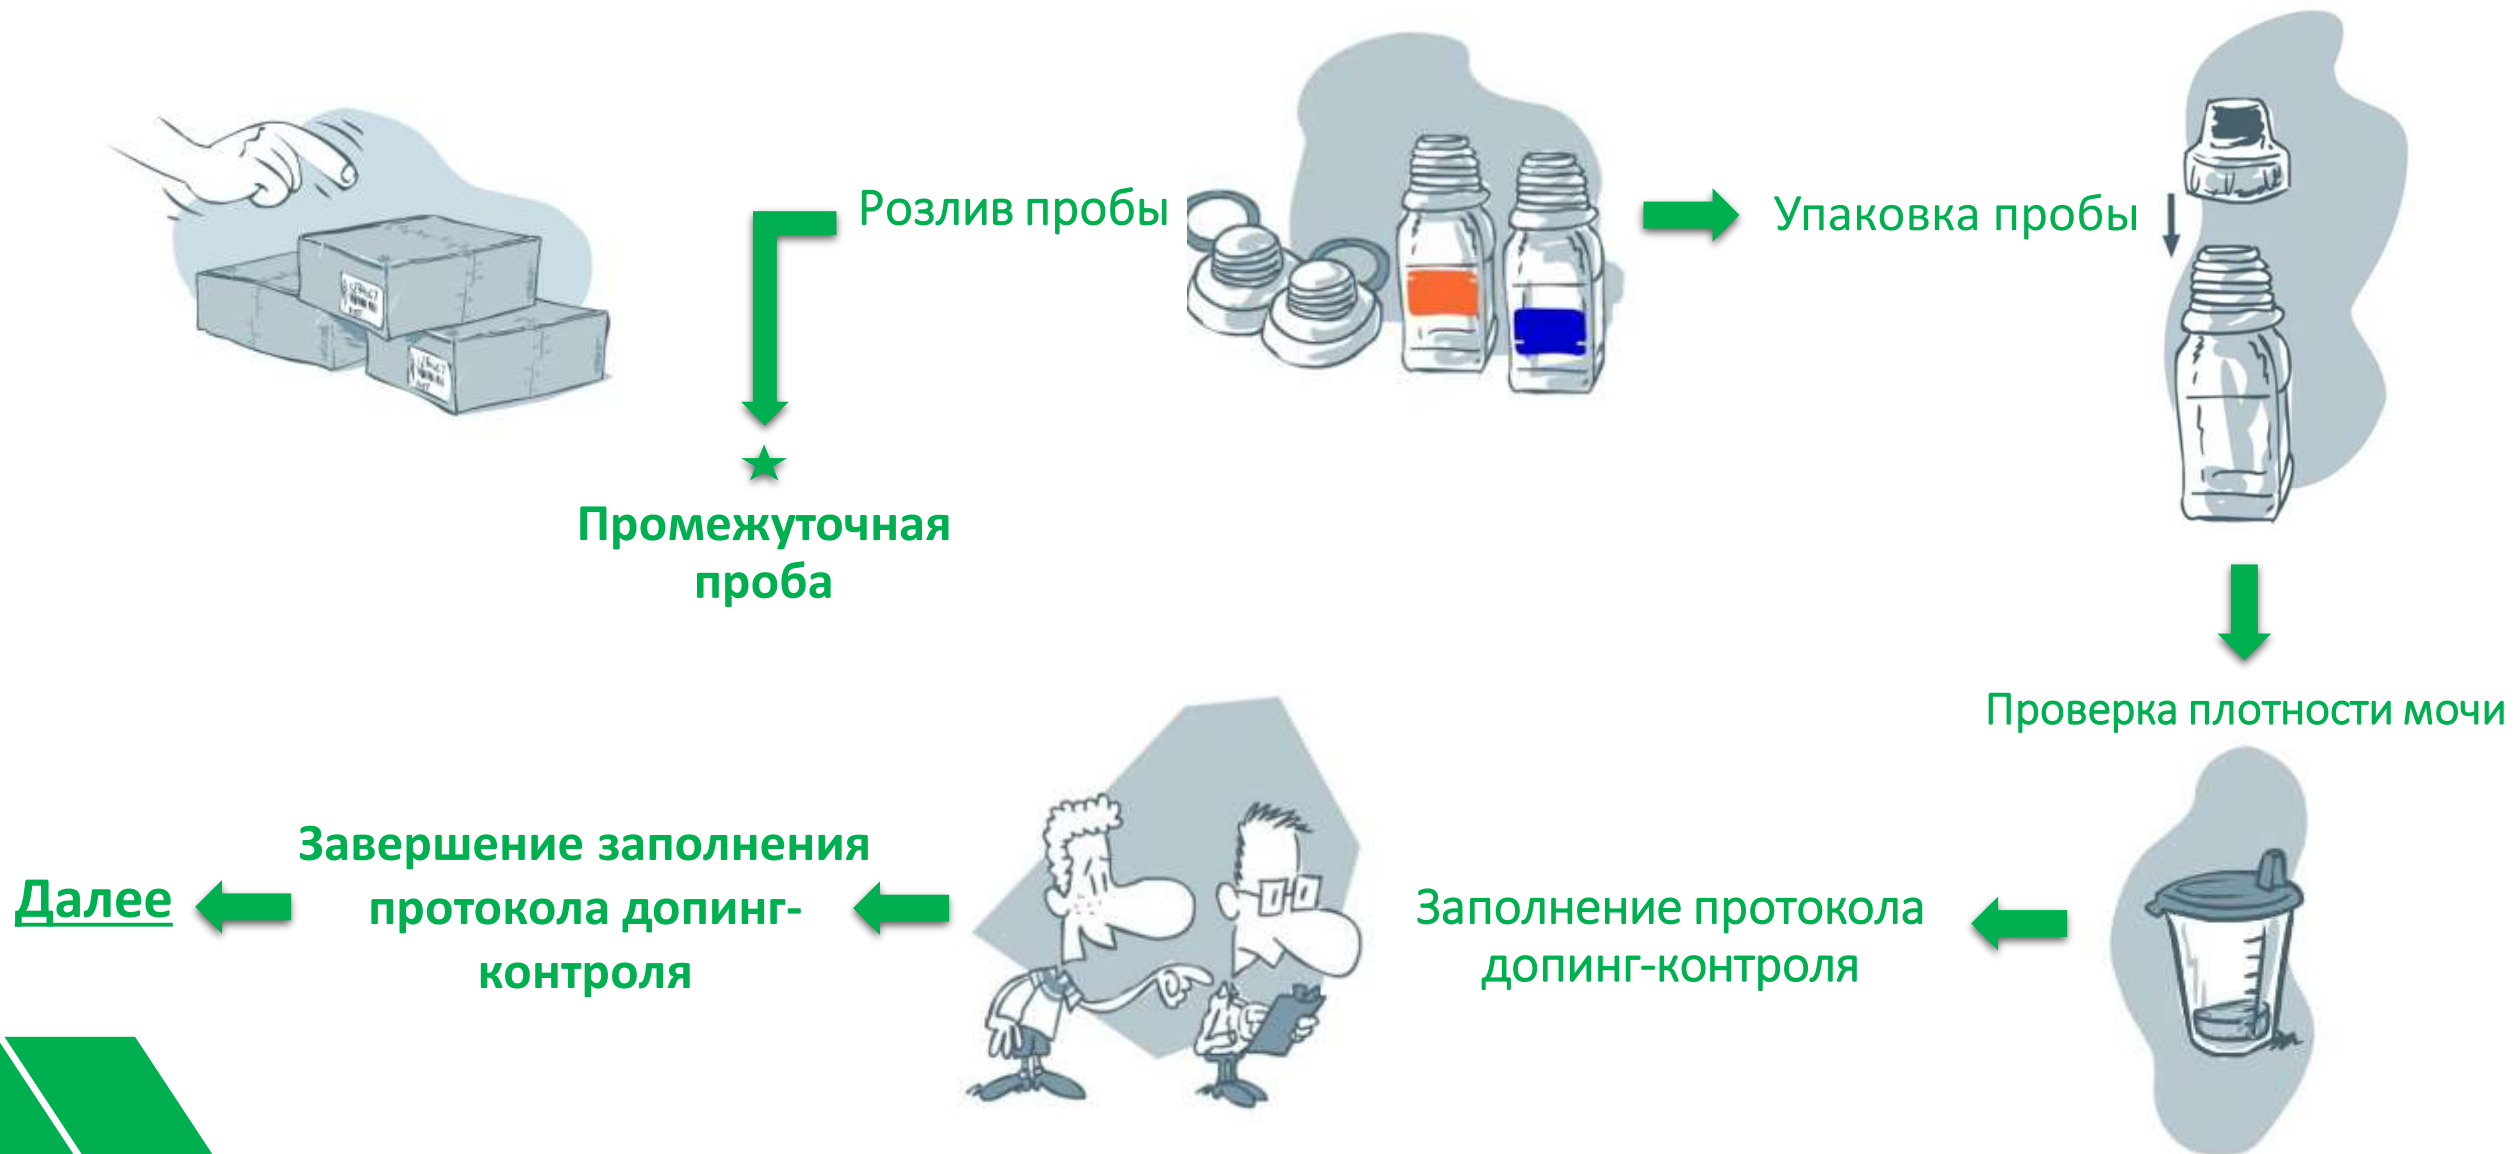 Розлив пробы
Упаковка пробы
Промежуточная
проба
Проверка плотности мочи
Заполнение протокола
допинг-контроля
Завершение заполнения
протокола допинг-
контроля
Далее